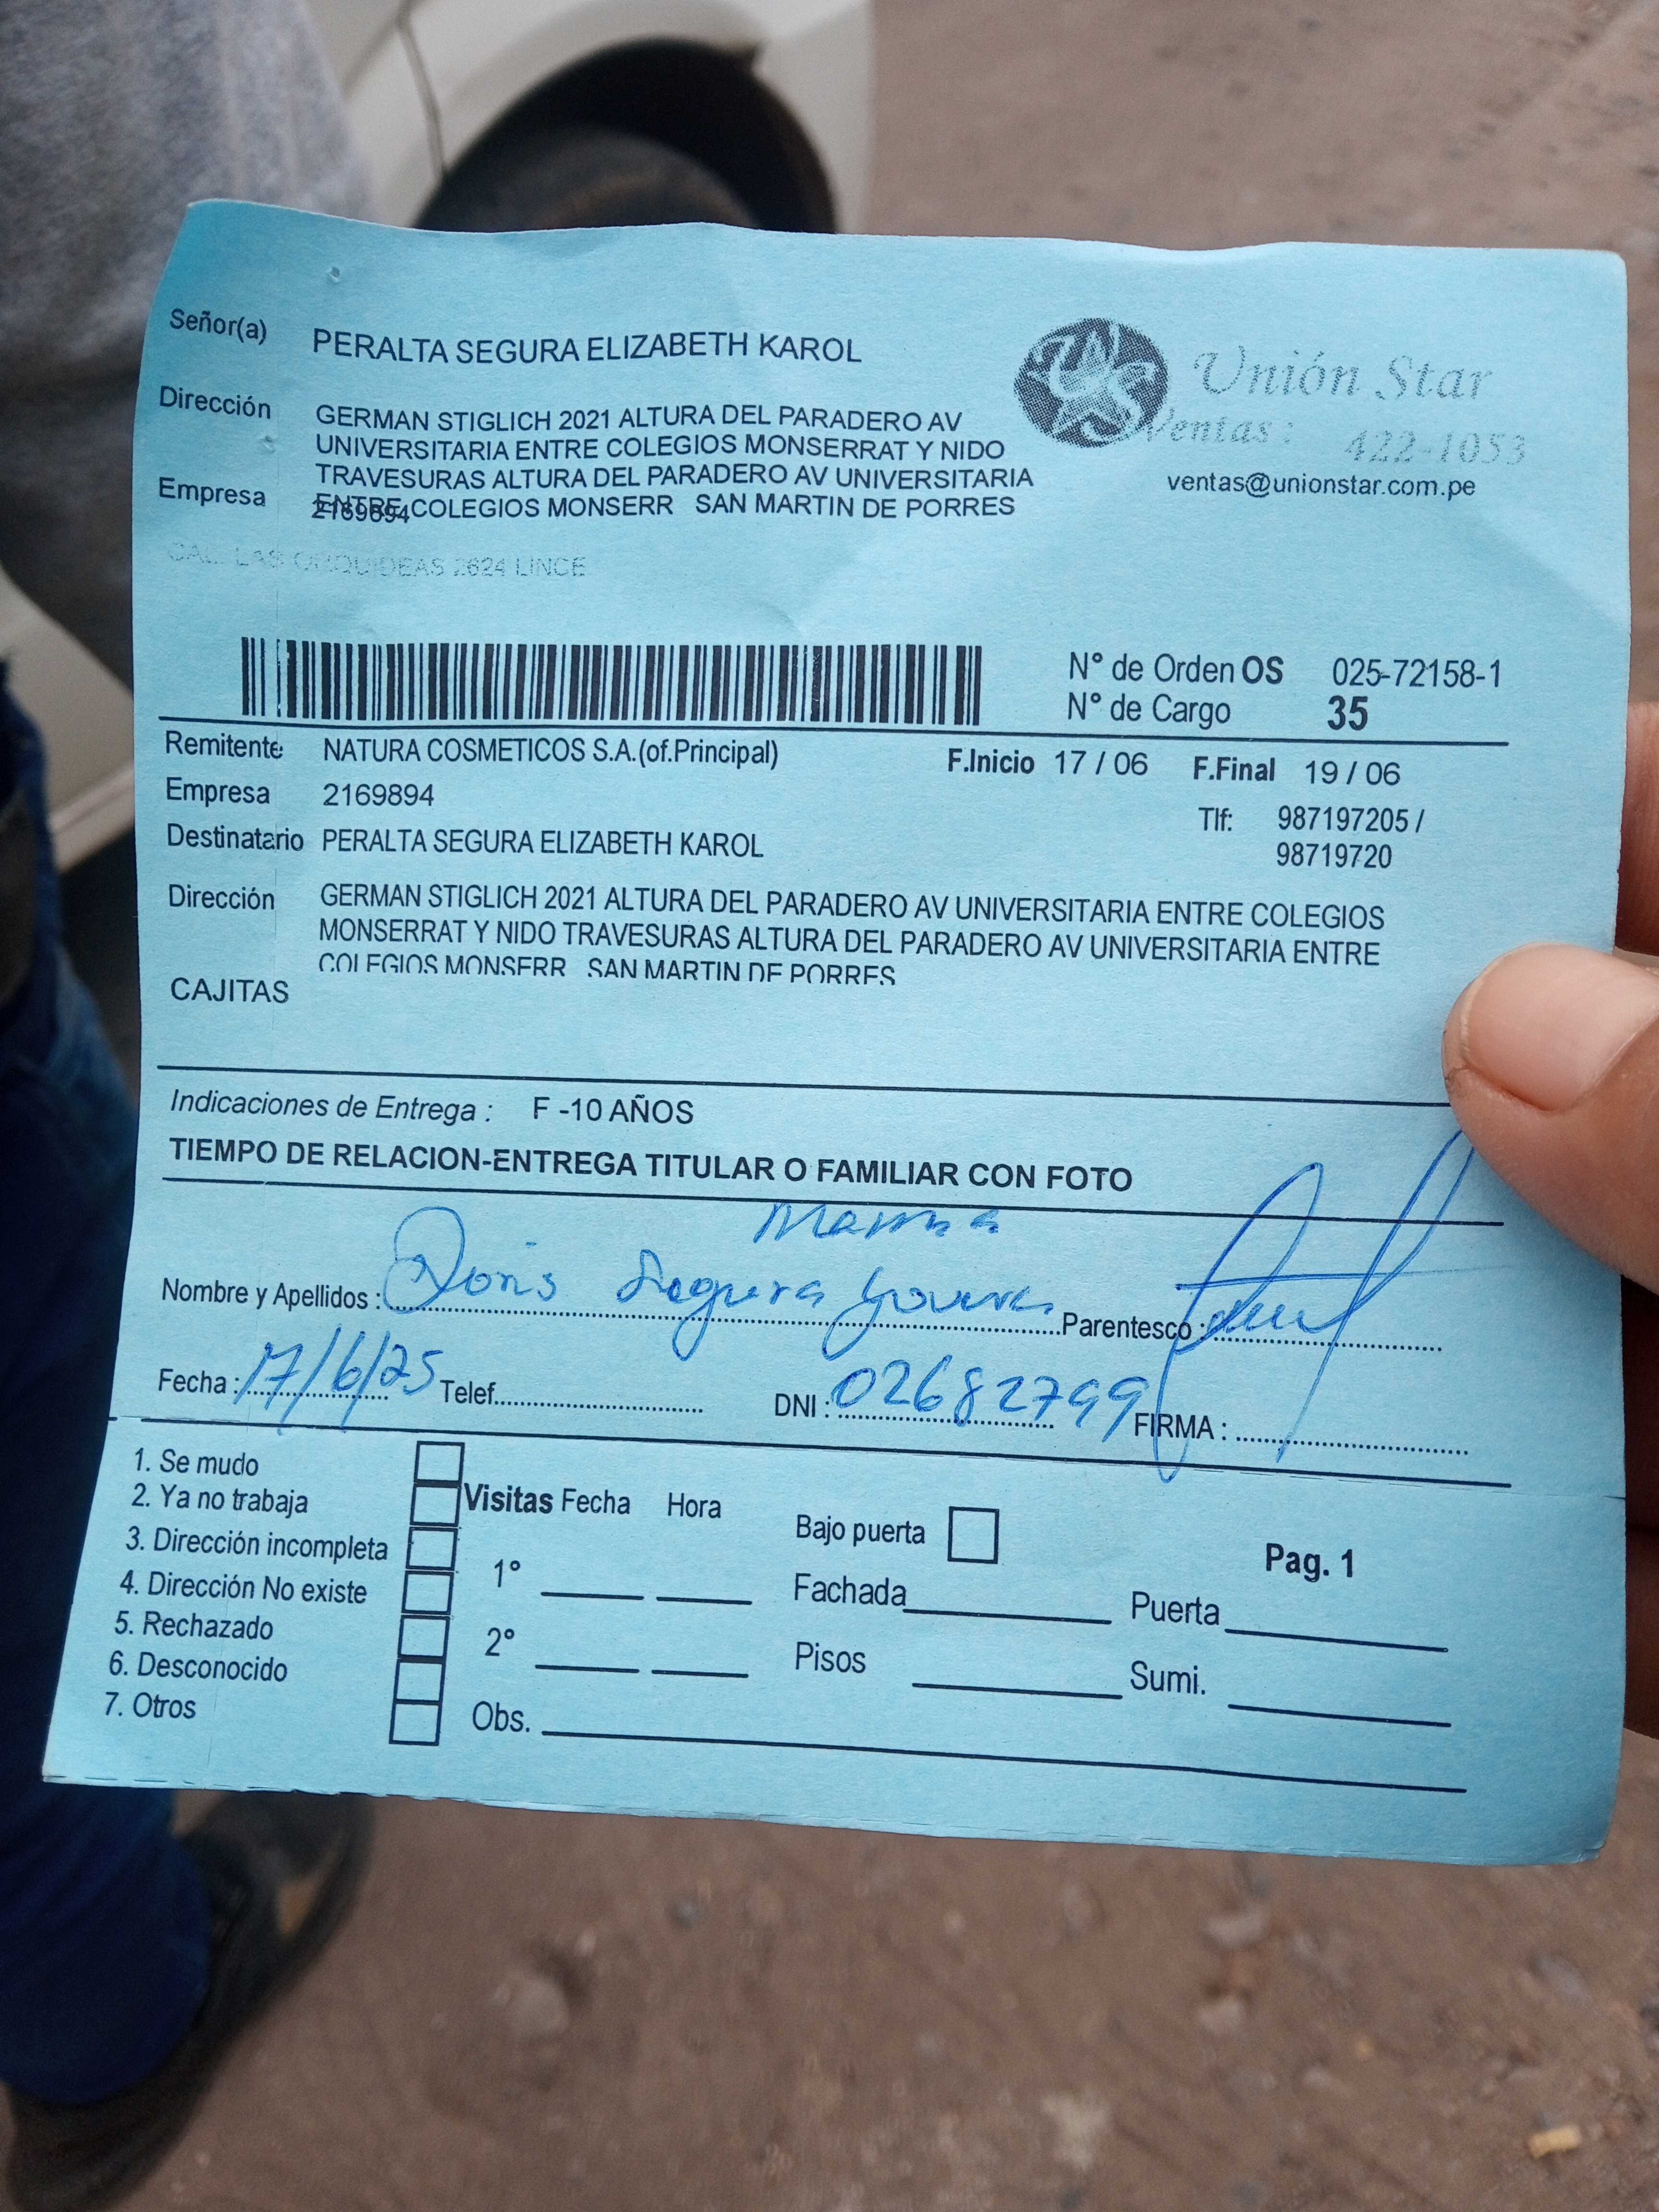 Señor(a) PERALTA SEGURA ELIZABETH KAROL
Unión Star
Ventas: 422-1053
ventas@unionstar.com.pe
Dirección GERMAN STIGLICH 2021 ALTURA DEL PARADERO AV
UNIVERSITARIA ENTRE COLEGIOS MONSERRAT Y NIDO
TRAVESURAS ALTURA DEL PARADERO AV UNIVERSITARIA
ENTRE COLEGIOS MONSERR SAN MARTIN DE PORRES
Empresa 2169894
CAL. LAS ORQUIDEAS 2624 LINCE
N° de Orden OS 025-72158-1
N° de Cargo 35
Remitente NATURA COSMETICOS S.A.(of.Principal)
F.Inicio 17 / 06 F.Final 19 / 06
Empresa 2169894
Tlf: 987197205 /
98719720
Destinatario PERALTA SEGURA ELIZABETH KAROL
Dirección GERMAN STIGLICH 2021 ALTURA DEL PARADERO AV UNIVERSITARIA ENTRE COLEGIOS
MONSERRAT Y NIDO TRAVESURAS ALTURA DEL PARADERO AV UNIVERSITARIA ENTRE
COLEGIOS MONSERR SAN MARTIN DE PORRES
CAJITAS
Indicaciones de Entrega : F -10 AÑOS
TIEMPO DE RELACION-ENTREGA TITULAR O FAMILIAR CON FOTO
Mamá
Nombre y Apellidos : Doris Segura Parentesco :
Fecha : 17/6/25 Telef. DNI : 02682799 FIRMA :
1. Se mudo
2. Ya no trabaja
3. Dirección incompleta
4. Dirección No existe
5. Rechazado
6. Desconocido
7. Otros
Visitas Fecha Hora
1°
2°
Obs.
Bajo puerta
Fachada
Pisos
Pag. 1
Puerta
Sumi.